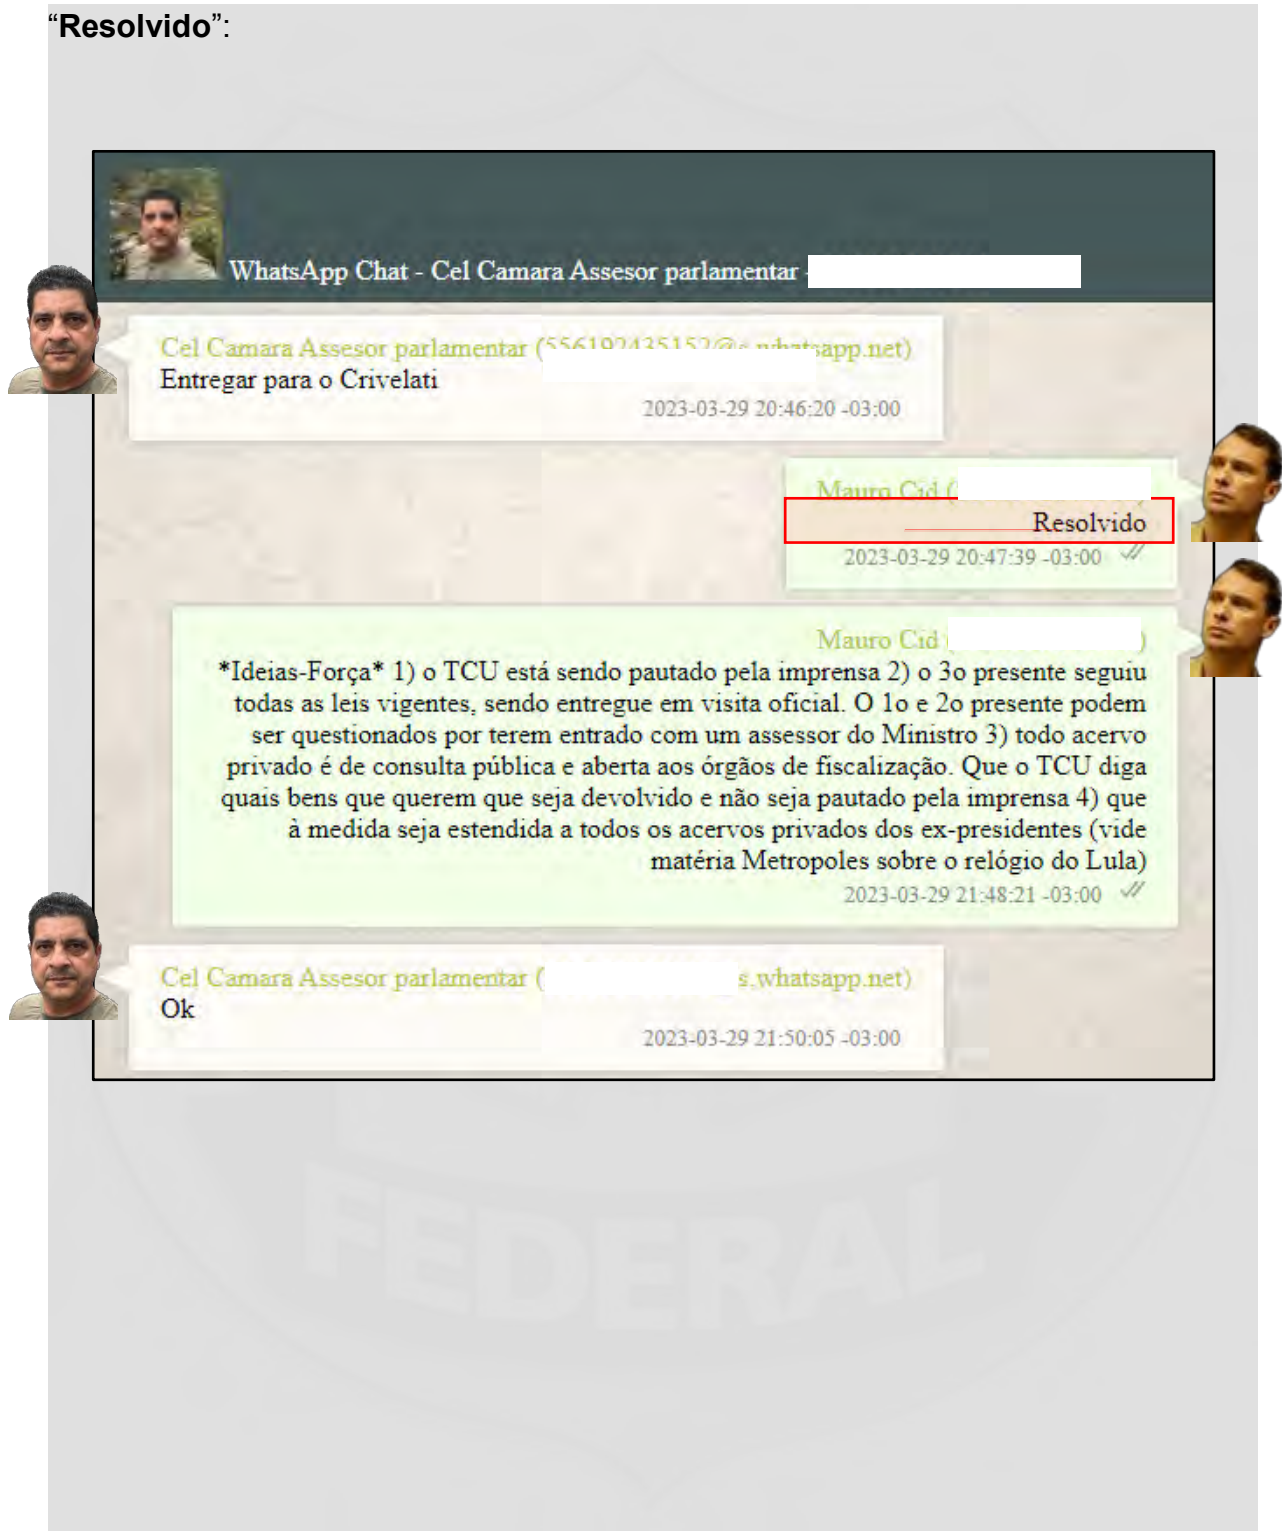 “Resolvido”:
WhatsApp Chat - Cel Camara Assesor parlamentar -
Cel Camara Assesor parlamentar (@s.whatsapp.net)
Entregar para o Crivelati
2023-03-29 20:46:20 -03:00
Mauro Cid (
Resolvido
2023-03-29 20:47:39 -03:00
Mauro Cid ( )
*Ideias-Força* 1) o TCU está sendo pautado pela imprensa 2) o 3o presente seguiu
todas as leis vigentes, sendo entregue em visita oficial. O 1o e 2o presente podem
ser questionados por terem entrado com um assessor do Ministro 3) todo acervo
privado é de consulta pública e aberta aos órgãos de fiscalização. Que o TCU diga
quais bens que querem que seja devolvido e não seja pautado pela imprensa 4) que
à medida seja estendida a todos os acervos privados dos ex-presidentes (vide
matéria Metropoles sobre o relógio do Lula)
2023-03-29 21:48:21 -03:00
Cel Camara Assesor parlamentar ( s.whatsapp.net)
Ok
2023-03-29 21:50:05 -03:00
FEDERAL